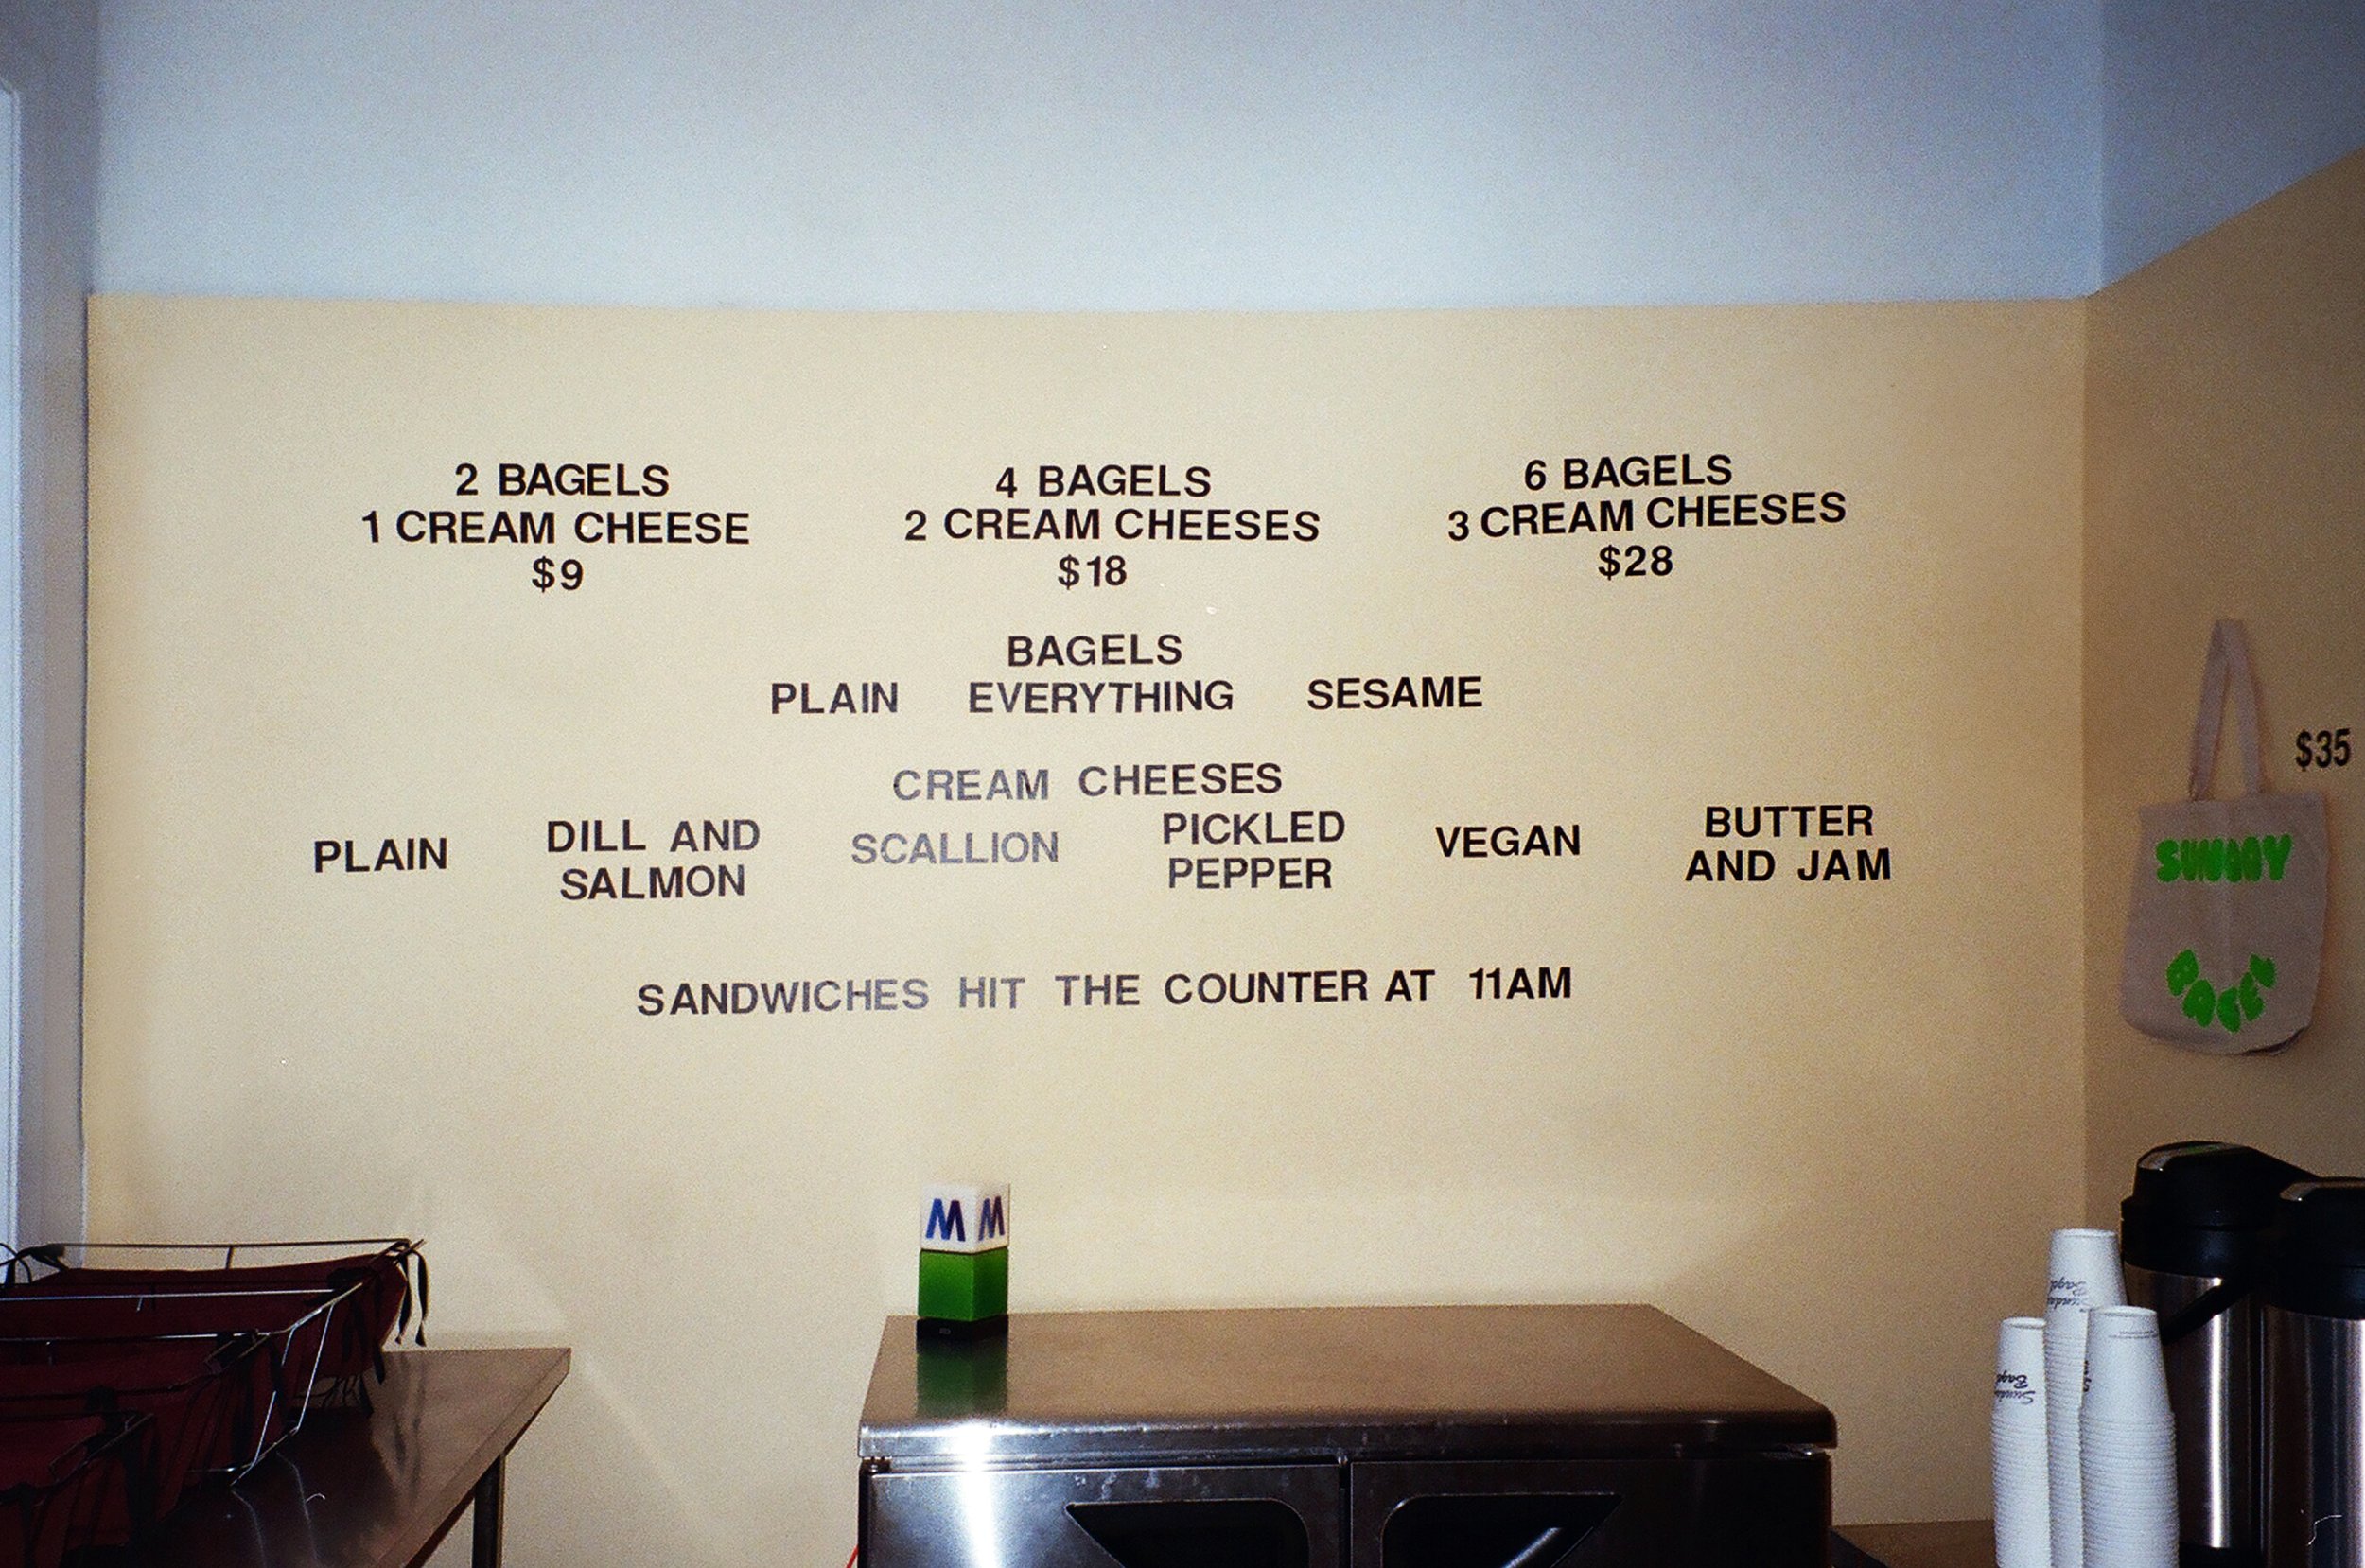 2 BAGELS
1 CREAM CHEESE
$9
4 BAGELS
2 CREAM CHEESES
$18
6 BAGELS
3 CREAM CHEESES
$28
BAGELS
PLAIN EVERYTHING SESAME
CREAM CHEESES
PLAIN
DILL AND
SALMON
SCALLION
PICKLED
PEPPER
VEGAN
BUTTER
AND JAM
SANDWICHES HIT THE COUNTER AT 11AM
$35
SUNDAY
BAGEL
M M